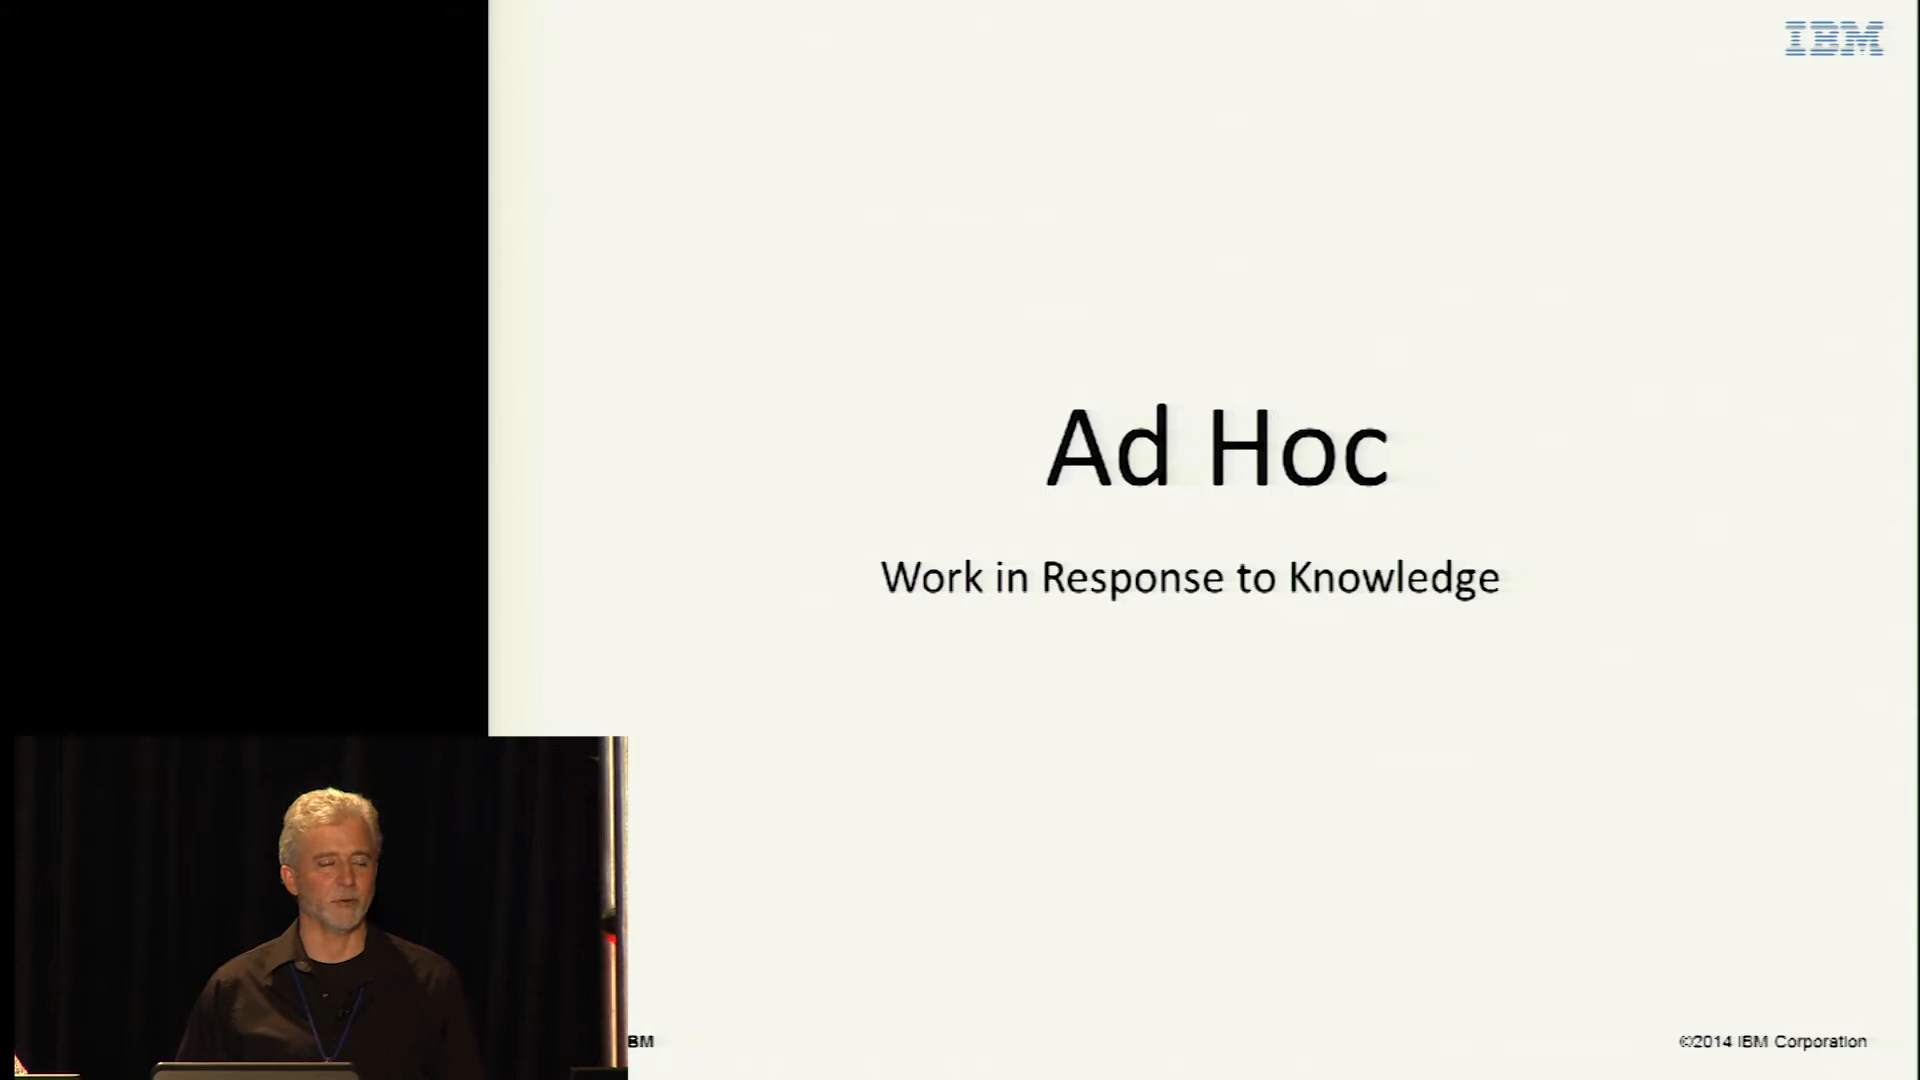 IBM
Ad Hoc
Work in Response to Knowledge
BM
©2014 IBM Corporation